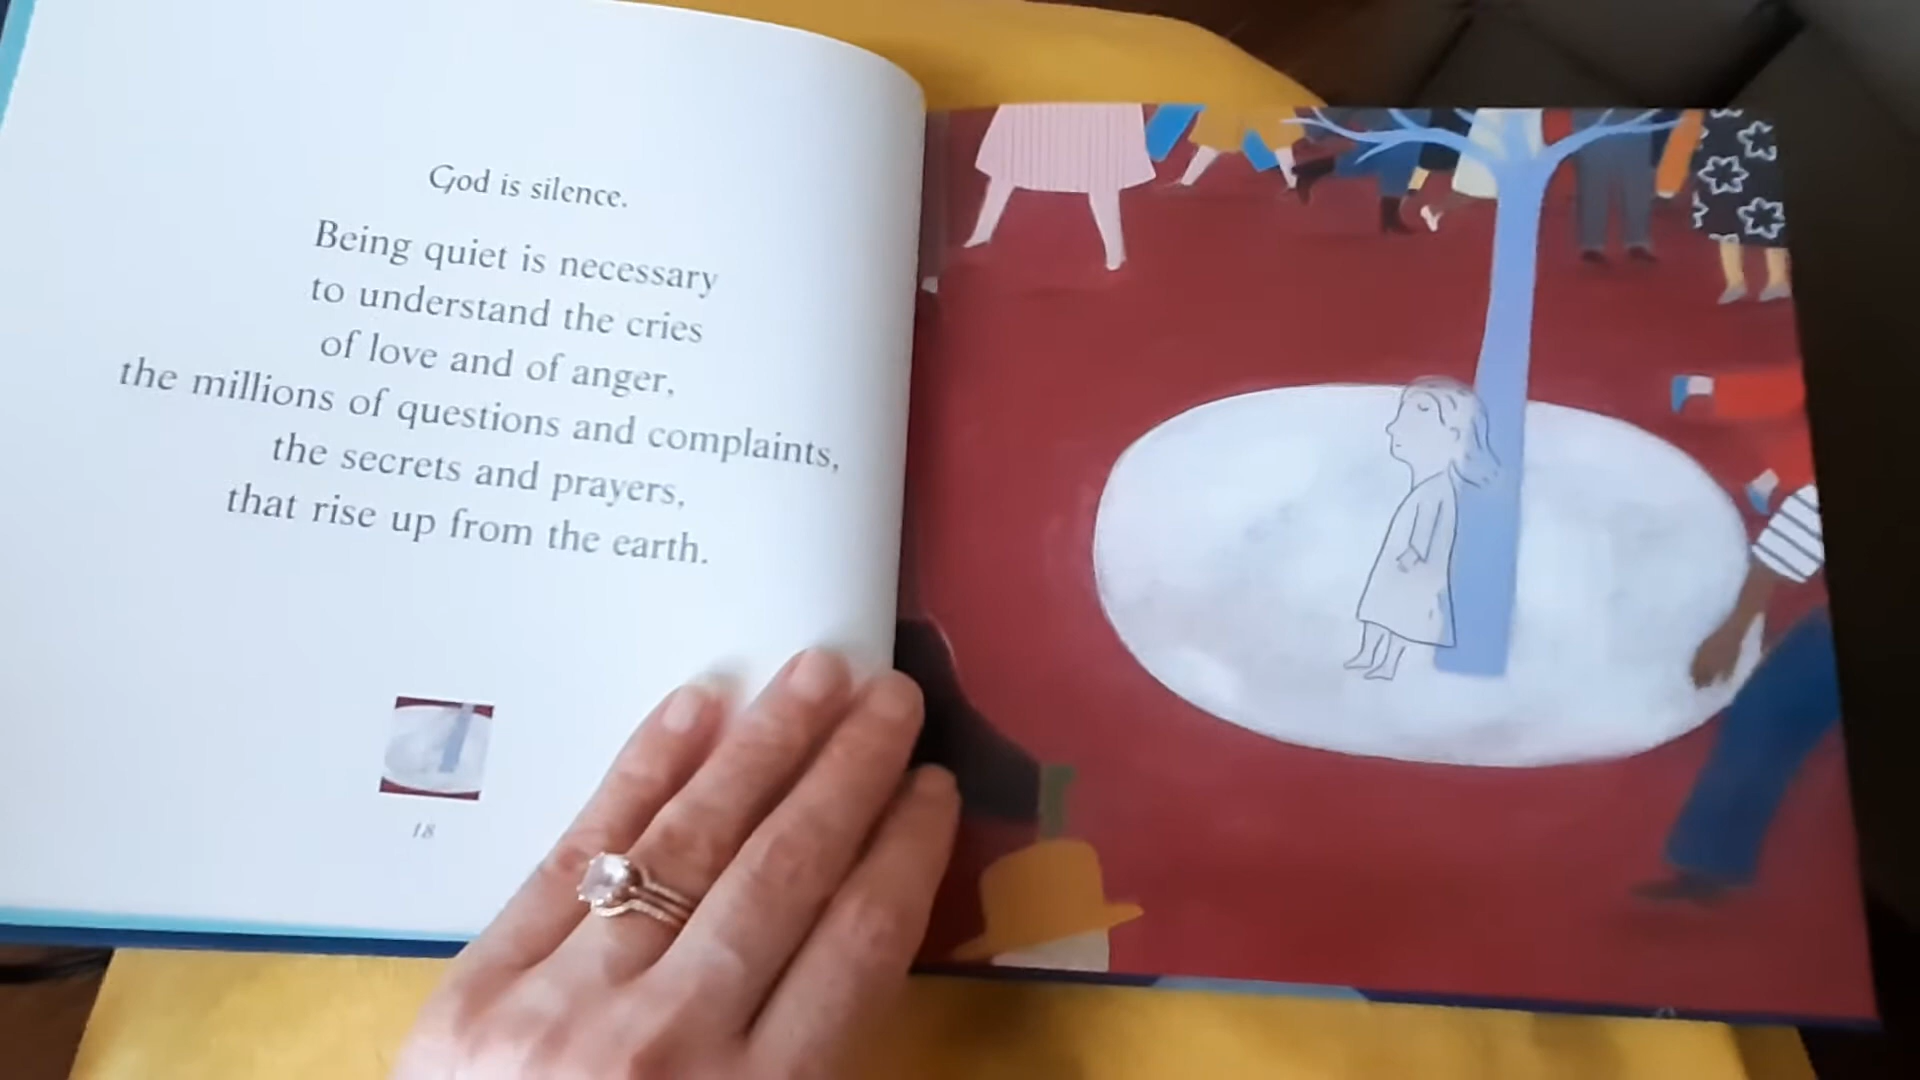 God is silence.
Being quiet is necessary
to understand the cries
of love and of anger,
the millions of questions and complaints,
the secrets and prayers,
that rise up from the earth.
18